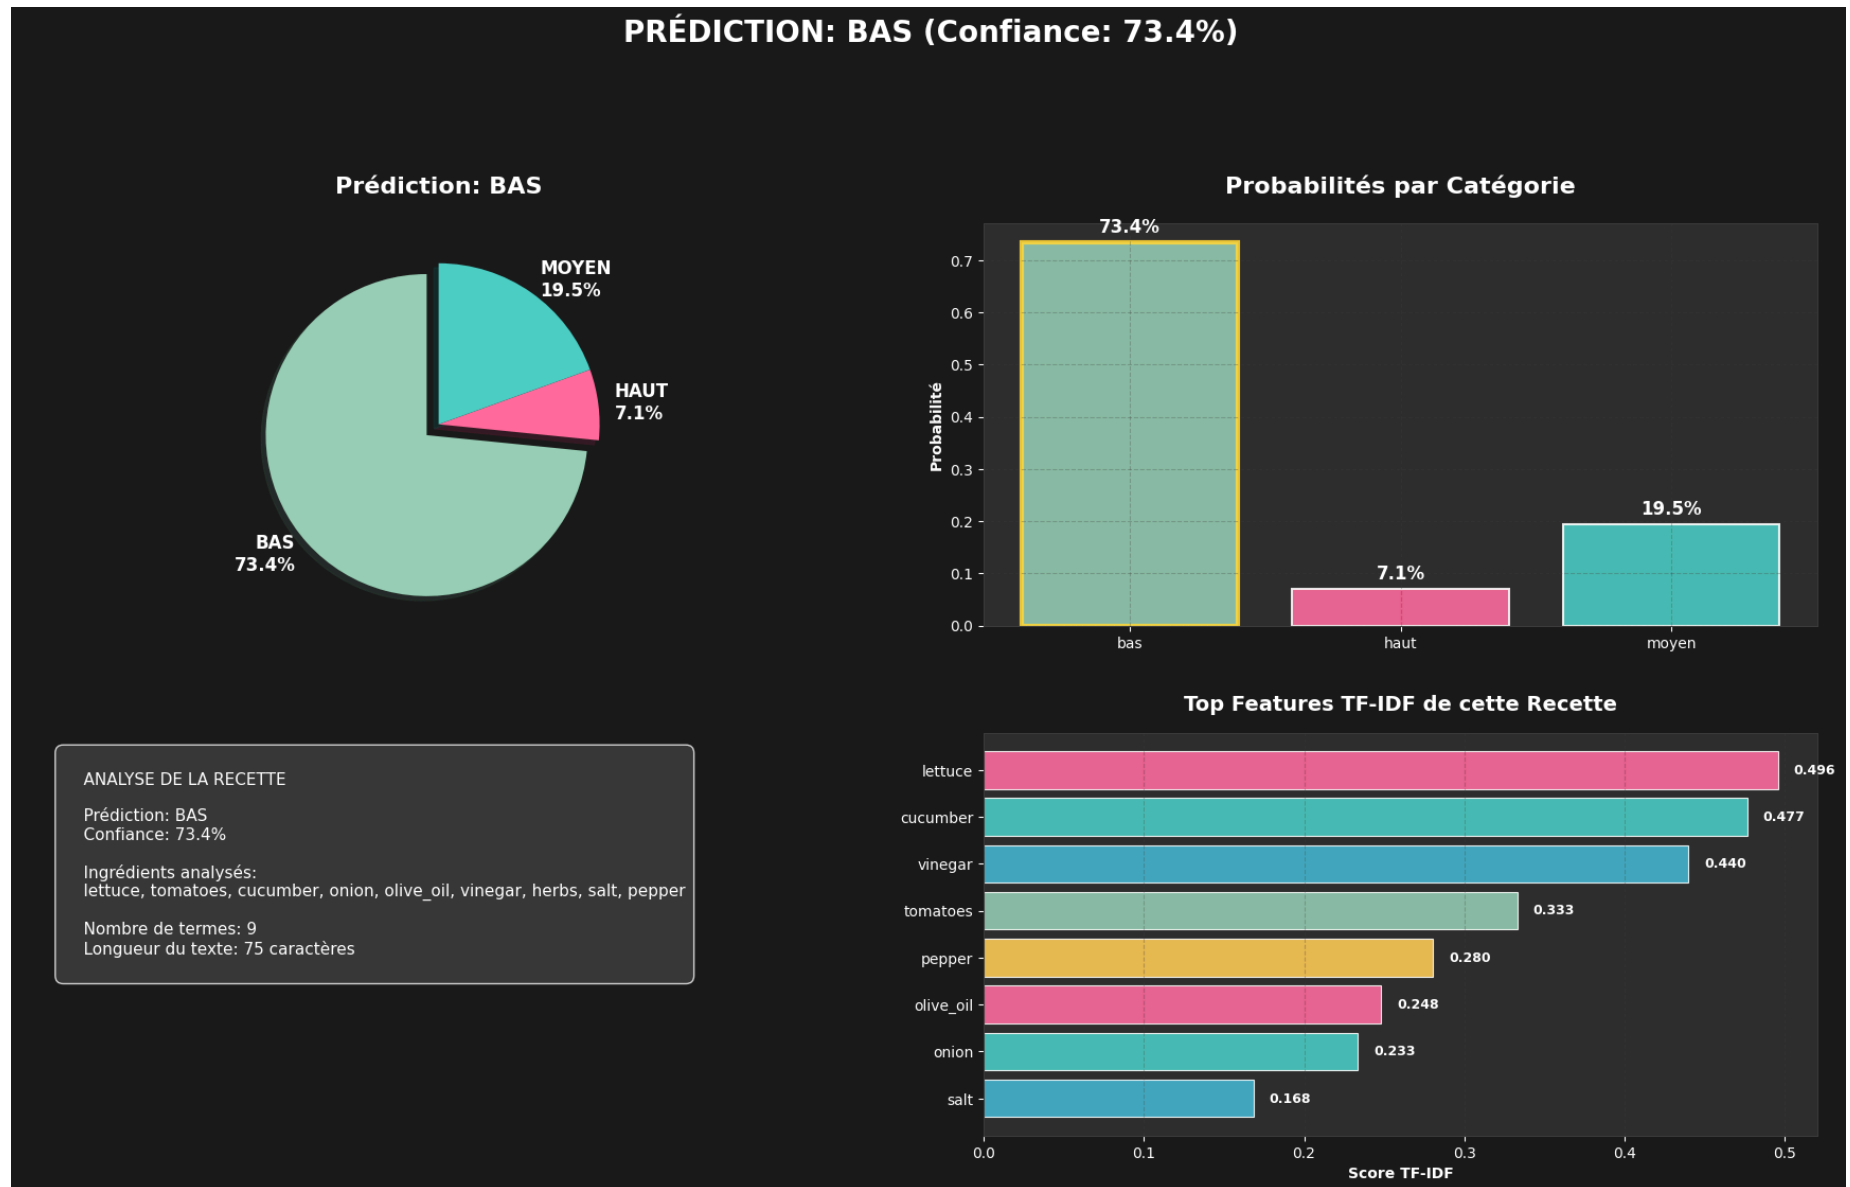 PRÉDICTION: BAS (Confiance: 73.4%)
Prédiction: BAS
MOYEN
19.5%
HAUT
7.1%
BAS
73.4%
Probabilités par Catégorie
Probabilité
0.7
0.6
0.5
0.4
0.3
0.2
0.1
0.0
73.4%
7.1%
19.5%
bas
haut
moyen
ANALYSE DE LA RECETTE
Prédiction: BAS
Confiance: 73.4%
Ingrédients analysés:
lettuce, tomatoes, cucumber, onion, olive_oil, vinegar, herbs, salt, pepper
Nombre de termes: 9
Longueur du texte: 75 caractères
Top Features TF-IDF de cette Recette
lettuce 0.496
cucumber 0.477
vinegar 0.440
tomatoes 0.333
pepper 0.280
olive_oil 0.248
onion 0.233
salt 0.168
0.0 0.1 0.2 0.3 0.4 0.5
Score TF-IDF